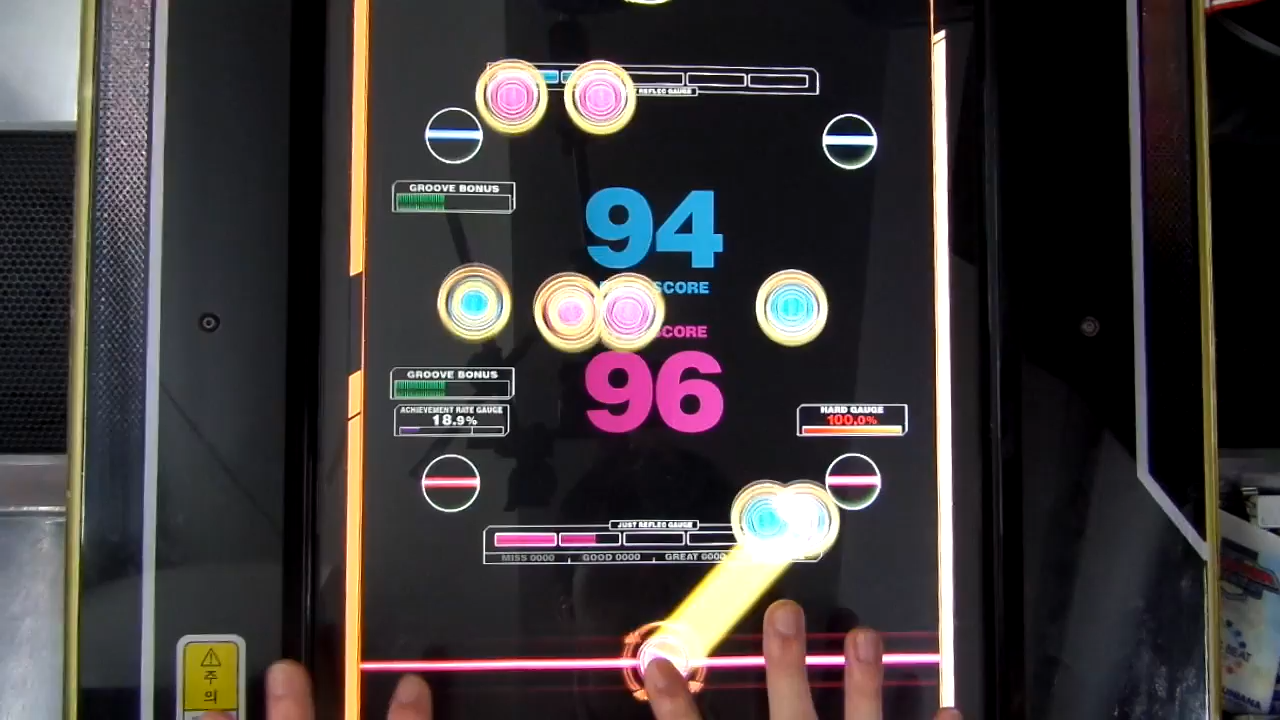 REFLEC GAUGE
GROOVE BONUS
94
SCORE
SCORE
96
GROOVE BONUS
ACHIEVEMENT RATE GAUGE
18.9%
HARD GAUGE
100.0%
JUST REFLEC GAUGE
MISS 0000 GOOD 0000 GREAT 0000
주
의
BEAT